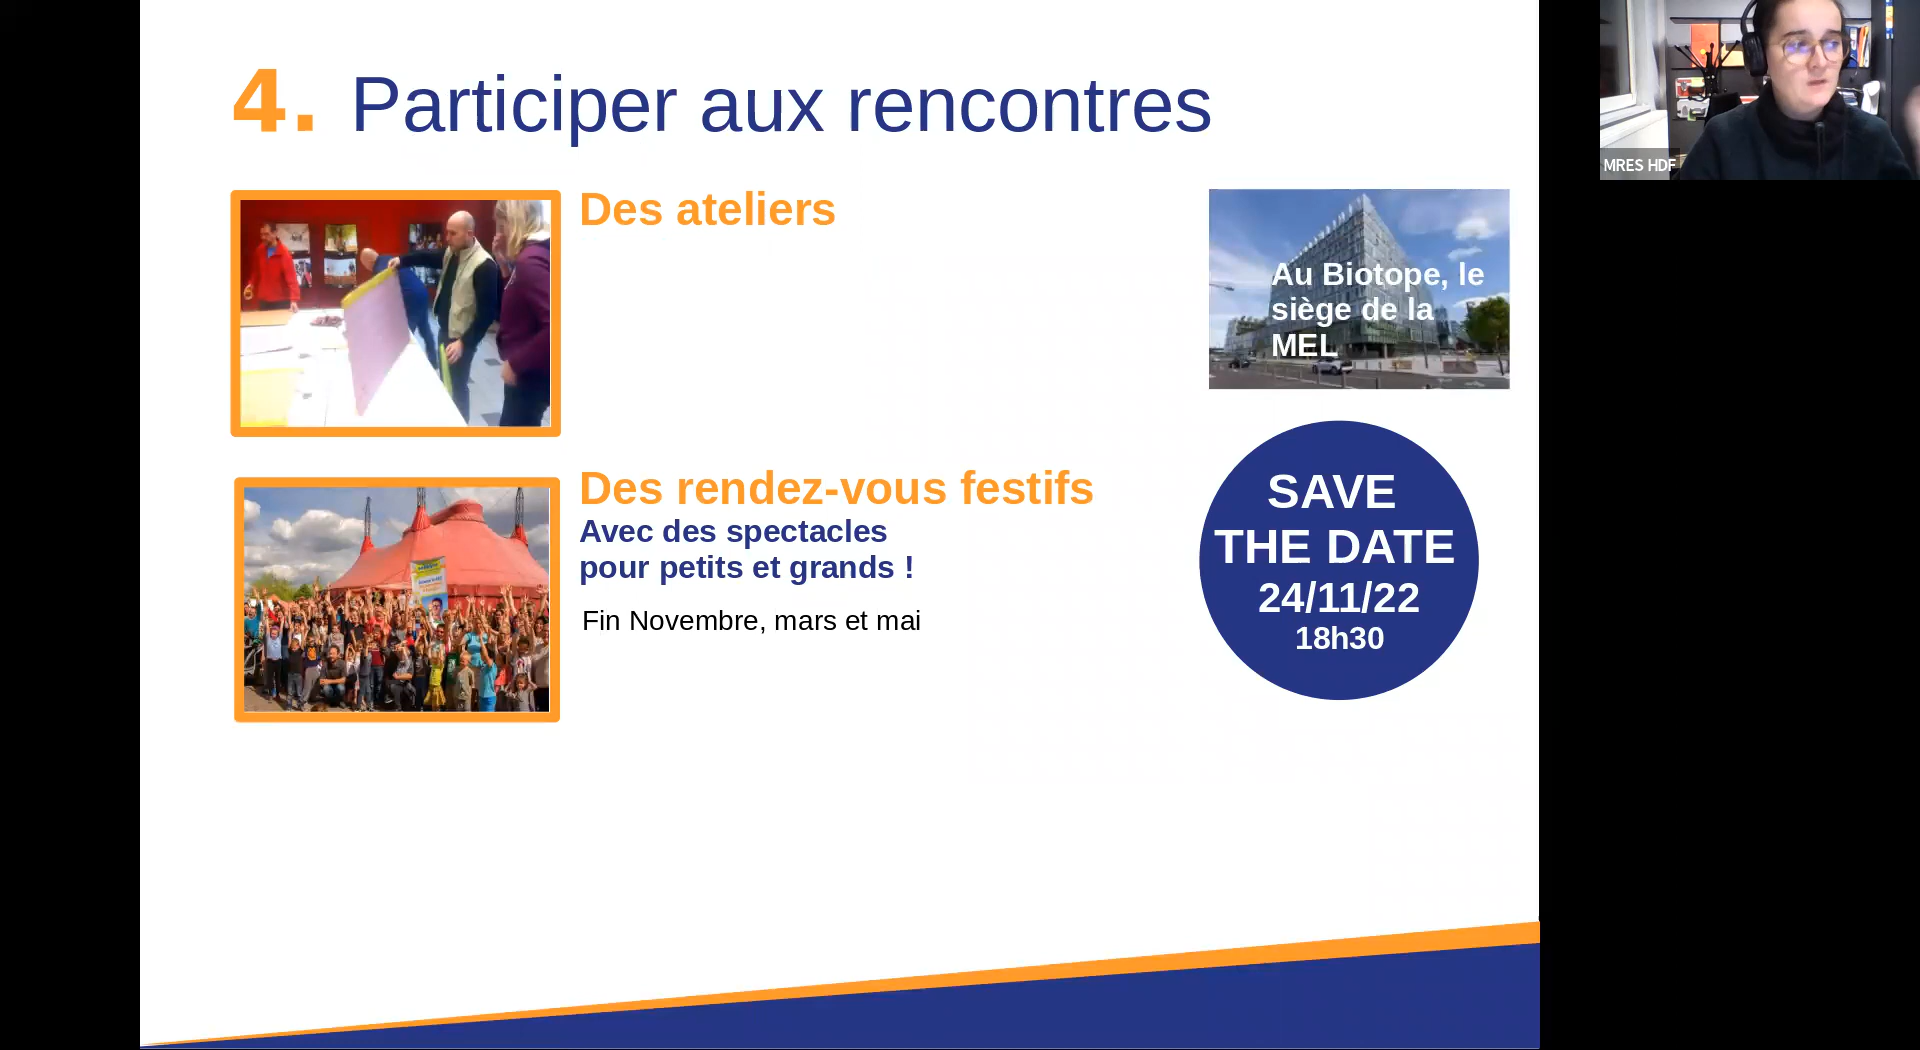 4. Participer aux rencontres
Des ateliers
Au Biotope, le
siège de la
MEL
Des rendez-vous festifs
Avec des spectacles
pour petits et grands !
Fin Novembre, mars et mai
SAVE
THE DATE
24/11/22
18h30
MRES HDF